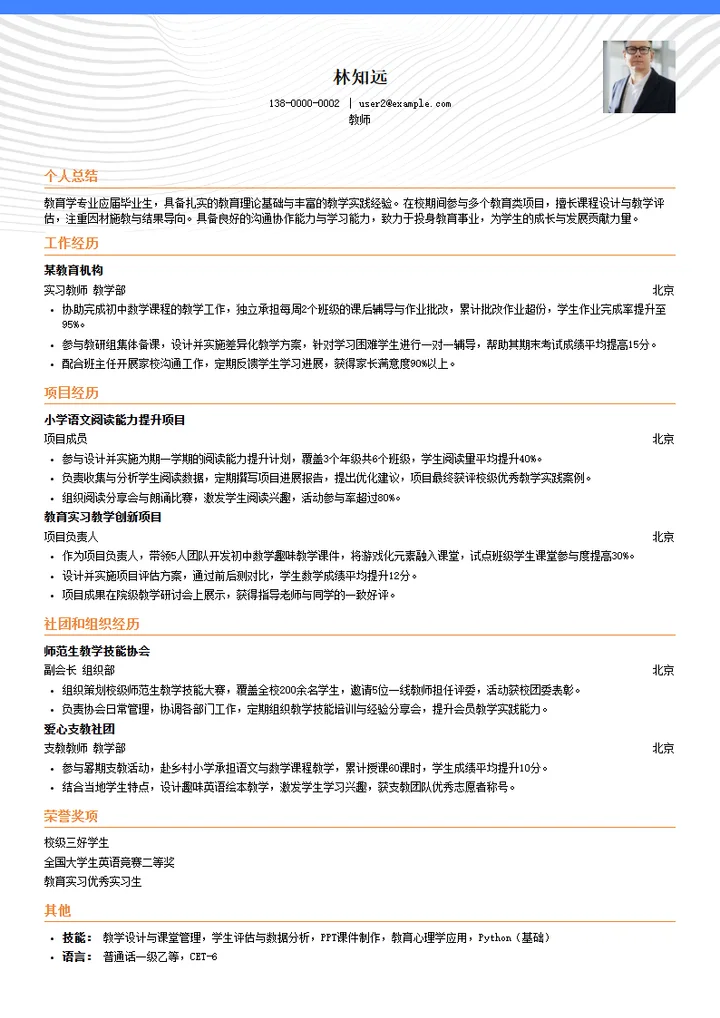 林知远
138-0000-0002 | user2@example.com
教师
个人总结
教育学专业应届毕业生，具备扎实的教育理论基础与丰富的教学实践经验。在校期间参与多个教育类项目，擅长课程设计与教学评
估，注重因材施教与结果导向。具备良好的沟通协作能力与学习能力，致力于投身教育事业，为学生的成长与发展贡献力量。
工作经历
某教育机构
实习教师 教学部 北京
• 协助完成初中数学课程的教学工作，独立承担每周2个班级的课后辅导与作业批改，累计批改作业超份，学生作业完成率提升至
95%。
• 参与教研组集体备课，设计并实施差异化教学方案，针对学习困难学生进行一对一辅导，帮助其期末考试成绩平均提高15分。
• 配合班主任开展家校沟通工作，定期反馈学生学习进展，获得家长满意度90%以上。
项目经历
小学语文阅读能力提升项目
项目成员 北京
• 参与设计并实施为期一学期的阅读能力提升计划，覆盖3个年级共6个班级，学生阅读量平均提升40%。
• 负责收集与分析学生阅读数据，定期撰写项目进展报告，提出优化建议，项目最终获评校级优秀教学实践案例。
• 组织阅读分享会与朗诵比赛，激发学生阅读兴趣，活动参与率超过80%。
教育实习教学创新项目
项目负责人 北京
• 作为项目负责人，带领5人团队开发初中数学趣味教学课件，将游戏化元素融入课堂，试点班级学生课堂参与度提高30%。
• 设计并实施项目评估方案，通过前后测对比，学生数学成绩平均提升12分。
• 项目成果在院级教学研讨会上展示，获得指导老师与同学的一致好评。
社团和组织经历
师范生教学技能协会
副会长 组织部 北京
• 组织策划校级师范生教学技能大赛，覆盖全校200余名学生，邀请5位一线教师担任评委，活动获校团委表彰。
• 负责协会日常管理，协调各部门工作，定期组织教学技能培训与经验分享会，提升会员教学实践能力。
爱心支教社团
支教教师 教学部 北京
• 参与暑期支教活动，赴乡村小学承担语文与数学课程教学，累计授课60课时，学生成绩平均提升10分。
• 结合当地学生特点，设计趣味英语绘本教学，激发学生学习兴趣，获支教团队优秀志愿者称号。
荣誉奖项
校级三好学生
全国大学生英语竞赛二等奖
教育实习优秀实习生
其他
• 技能： 教学设计与课堂管理，学生评估与数据分析，PPT课件制作，教育心理学应用，Python（基础）
• 语言： 普通话一级乙等，CET-6